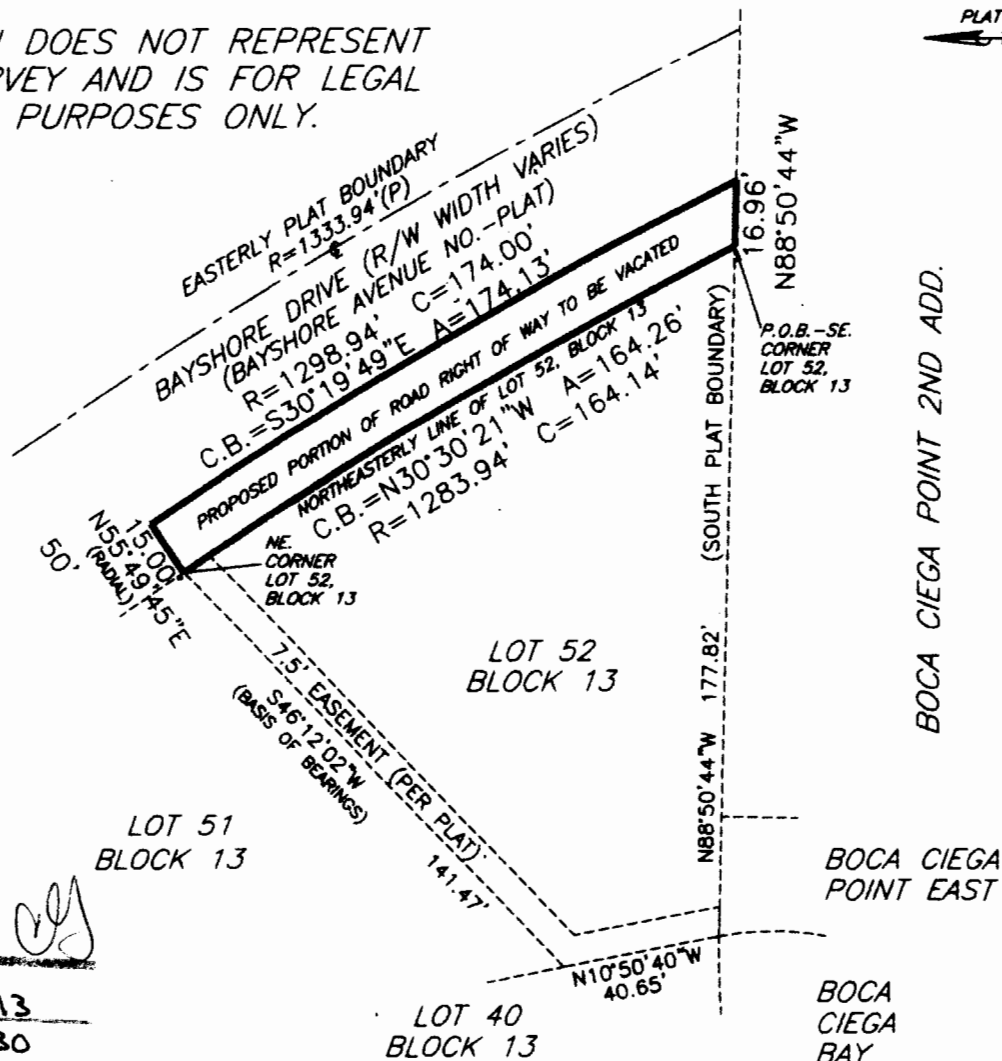 DOES NOT REPRESENT
AND IS FOR LEGAL
PURPOSES ONLY.
PLAT
EASTERLY PLAT BOUNDARY
R=1333.94'(P)
BAYSHORE DRIVE (R/W WIDTH VARIES)
(BAYSHORE AVENUE NO.-PLAT)
R=1298.94' C=174.00'
C.B.=S30°19'49"E A=174.13'
PROPOSED PORTION OF ROAD RIGHT OF WAY TO BE VACATED
NORTHEASTERLY LINE OF LOT 52, BLOCK 13
C.B.=N30°30'21"W A=164.26'
R=1283.94' C=164.14'
16.96'
N88°50'44"W
P.O.B.-SE.
CORNER
LOT 52,
BLOCK 13
15.00'
N55°49'45"E
(RADIAL)
50'
NE.
CORNER
LOT 52,
BLOCK 13
LOT 52
BLOCK 13
7.5' EASEMENT (PER PLAT)
S46°12'02"W
(BASIS OF BEARINGS)
141.47'
N88°50'44"W 177.82' (SOUTH PLAT BOUNDARY)
BOCA CIEGA POINT 2ND ADD.
LOT 51
BLOCK 13
BOCA CIEGA
POINT EAST
N10°50'40"W
40.65'
LOT 40
BLOCK 13
BOCA
CIEGA
BAY
13
30